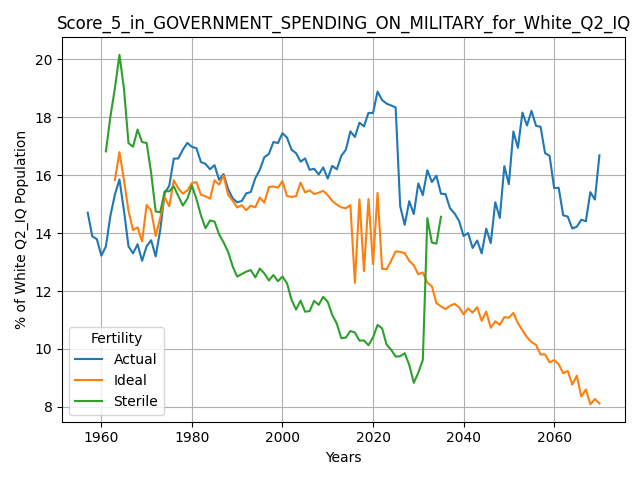 Score_5_in_GOVERNMENT_SPENDING_ON_MILITARY_for_White_Q2_IQ
% of White Q2_IQ Population
20
18
16
14
12
10
8
Fertility
Actual
Ideal
Sterile
1960 1980 2000 2020 2040 2060
Years